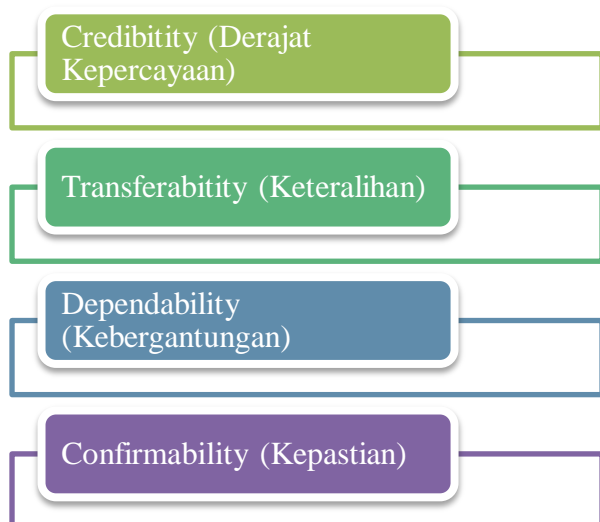 Credibitity (Derajat
Kepercayaan)
Transferabitity (Keteralihan)
Dependability
(Kebergantungan)
Confirmability (Kepastian)